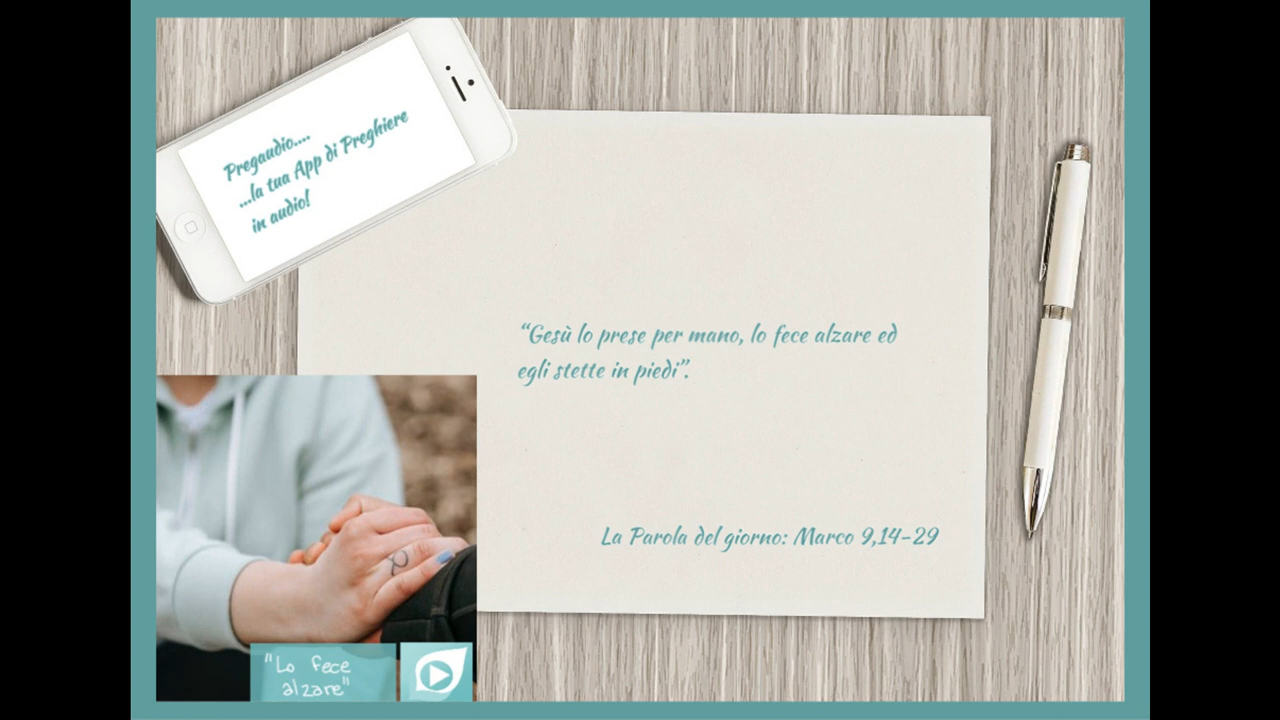 Pregaudio....
...la tua App di Preghiere
in audio!
“Gesù lo prese per mano, lo fece alzare ed
egli stette in piedi”.
La Parola del giorno: Marco 9,14-29
"Lo fece
alzare"